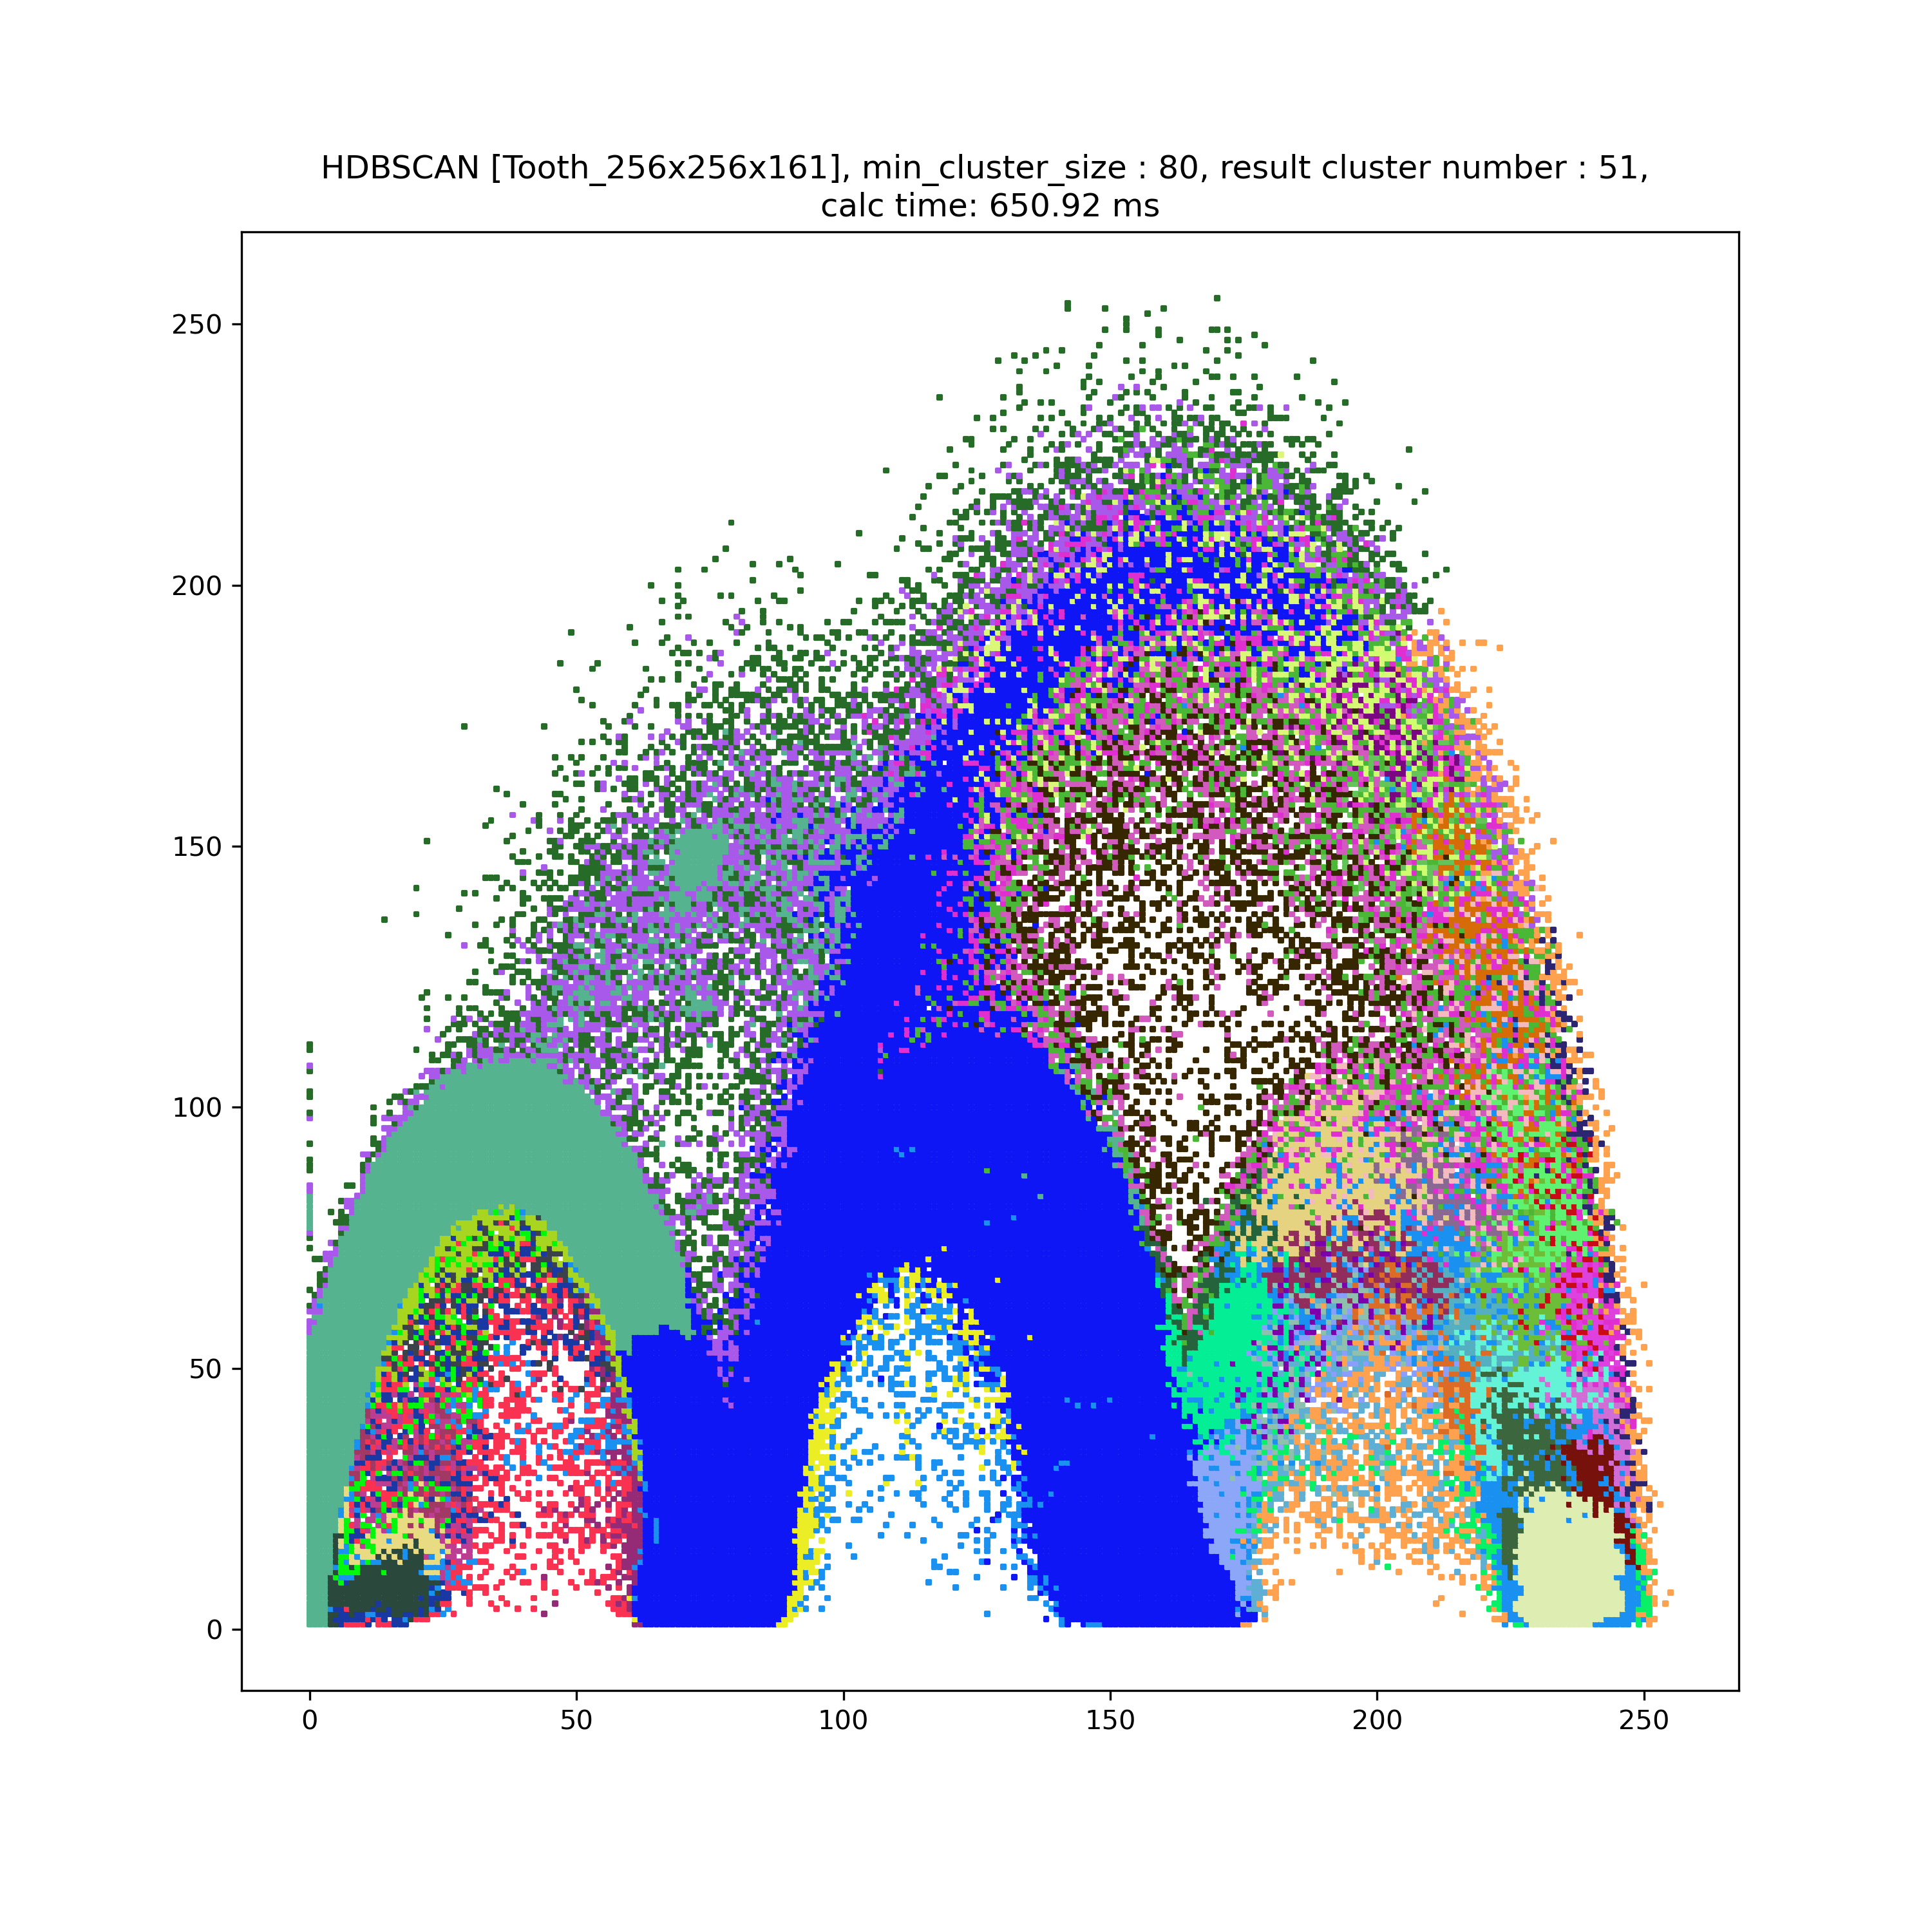 HDBSCAN [Tooth_256x256x161], min_cluster_size : 80, result cluster number : 51,
calc time: 650.92 ms
250
200
150
100
50
0
0 50 100 150 200 250